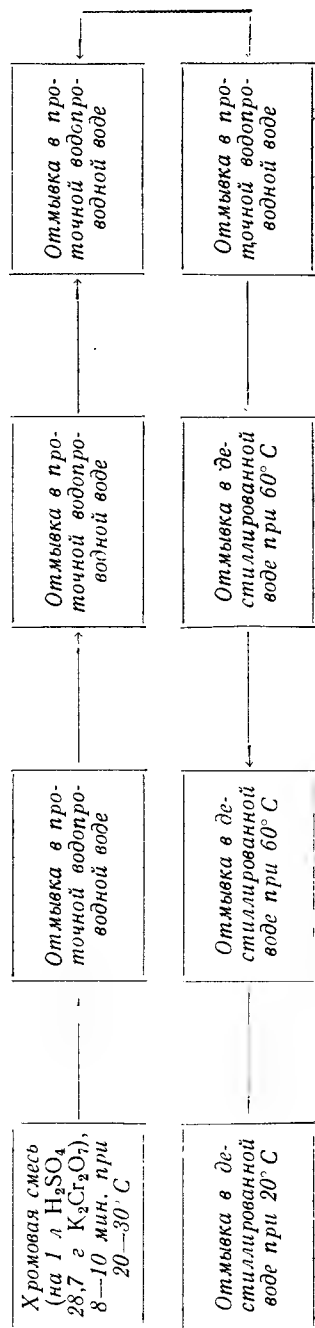 Хромовая смесь
(на 1 л H₂SO₄
28,7 г K₂Cr₂O₇),
8—10 мин. при
20—30° С
Отмывка в про-
точной водопро-
водной воде
Отмывка в про-
точной водопро-
водной воде
Отмывка в про-
точной водопро-
водной воде
Отмывка в про-
точной водопро-
водной воде
Отмывка в де-
стиллированной
воде при 60° С
Отмывка в де-
стиллированной
воде при 60° С
Отмывка в де-
стиллированной
воде при 20° С